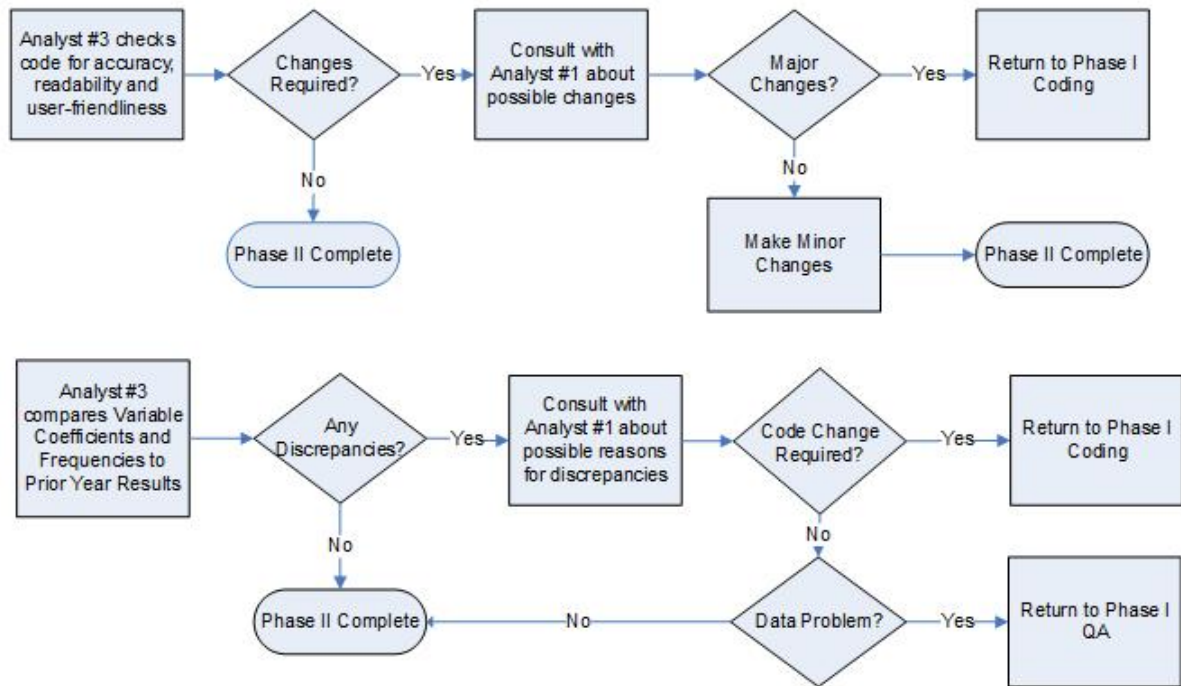 Analyst #3 checks
code for accuracy,
readability and
user-friendliness
Changes
Required?
Yes
Consult with
Analyst #1 about
possible changes
Major
Changes?
Yes
Return to Phase I
Coding
No
Phase II Complete
No
Make Minor
Changes
Phase II Complete
Analyst #3
compares Variable
Coefficients and
Frequencies to
Prior Year Results
Any
Discrepancies?
Yes
Consult with
Analyst #1 about
possible reasons
for discrepancies
Code Change
Required?
Yes
Return to Phase I
Coding
No
Phase II Complete
No
No
Data Problem?
Yes
Return to Phase I
QA